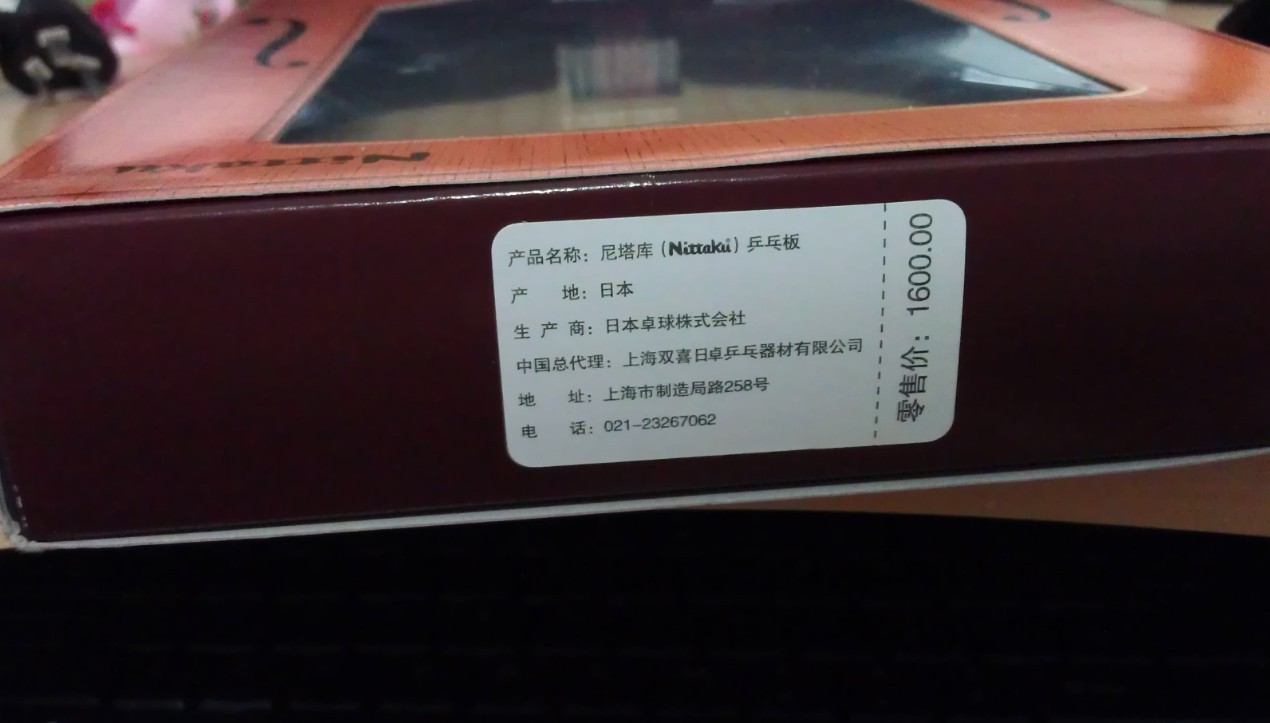 Nittaku
产品名称：尼塔库（Nittaku）乒乓板
产 地：日本
生产商：日本卓球株式会社
中国总代理：上海双喜日卓乒乓器材有限公司
地 址：上海市制造局路258号
电 话：021-23267062
零售价：1600.00